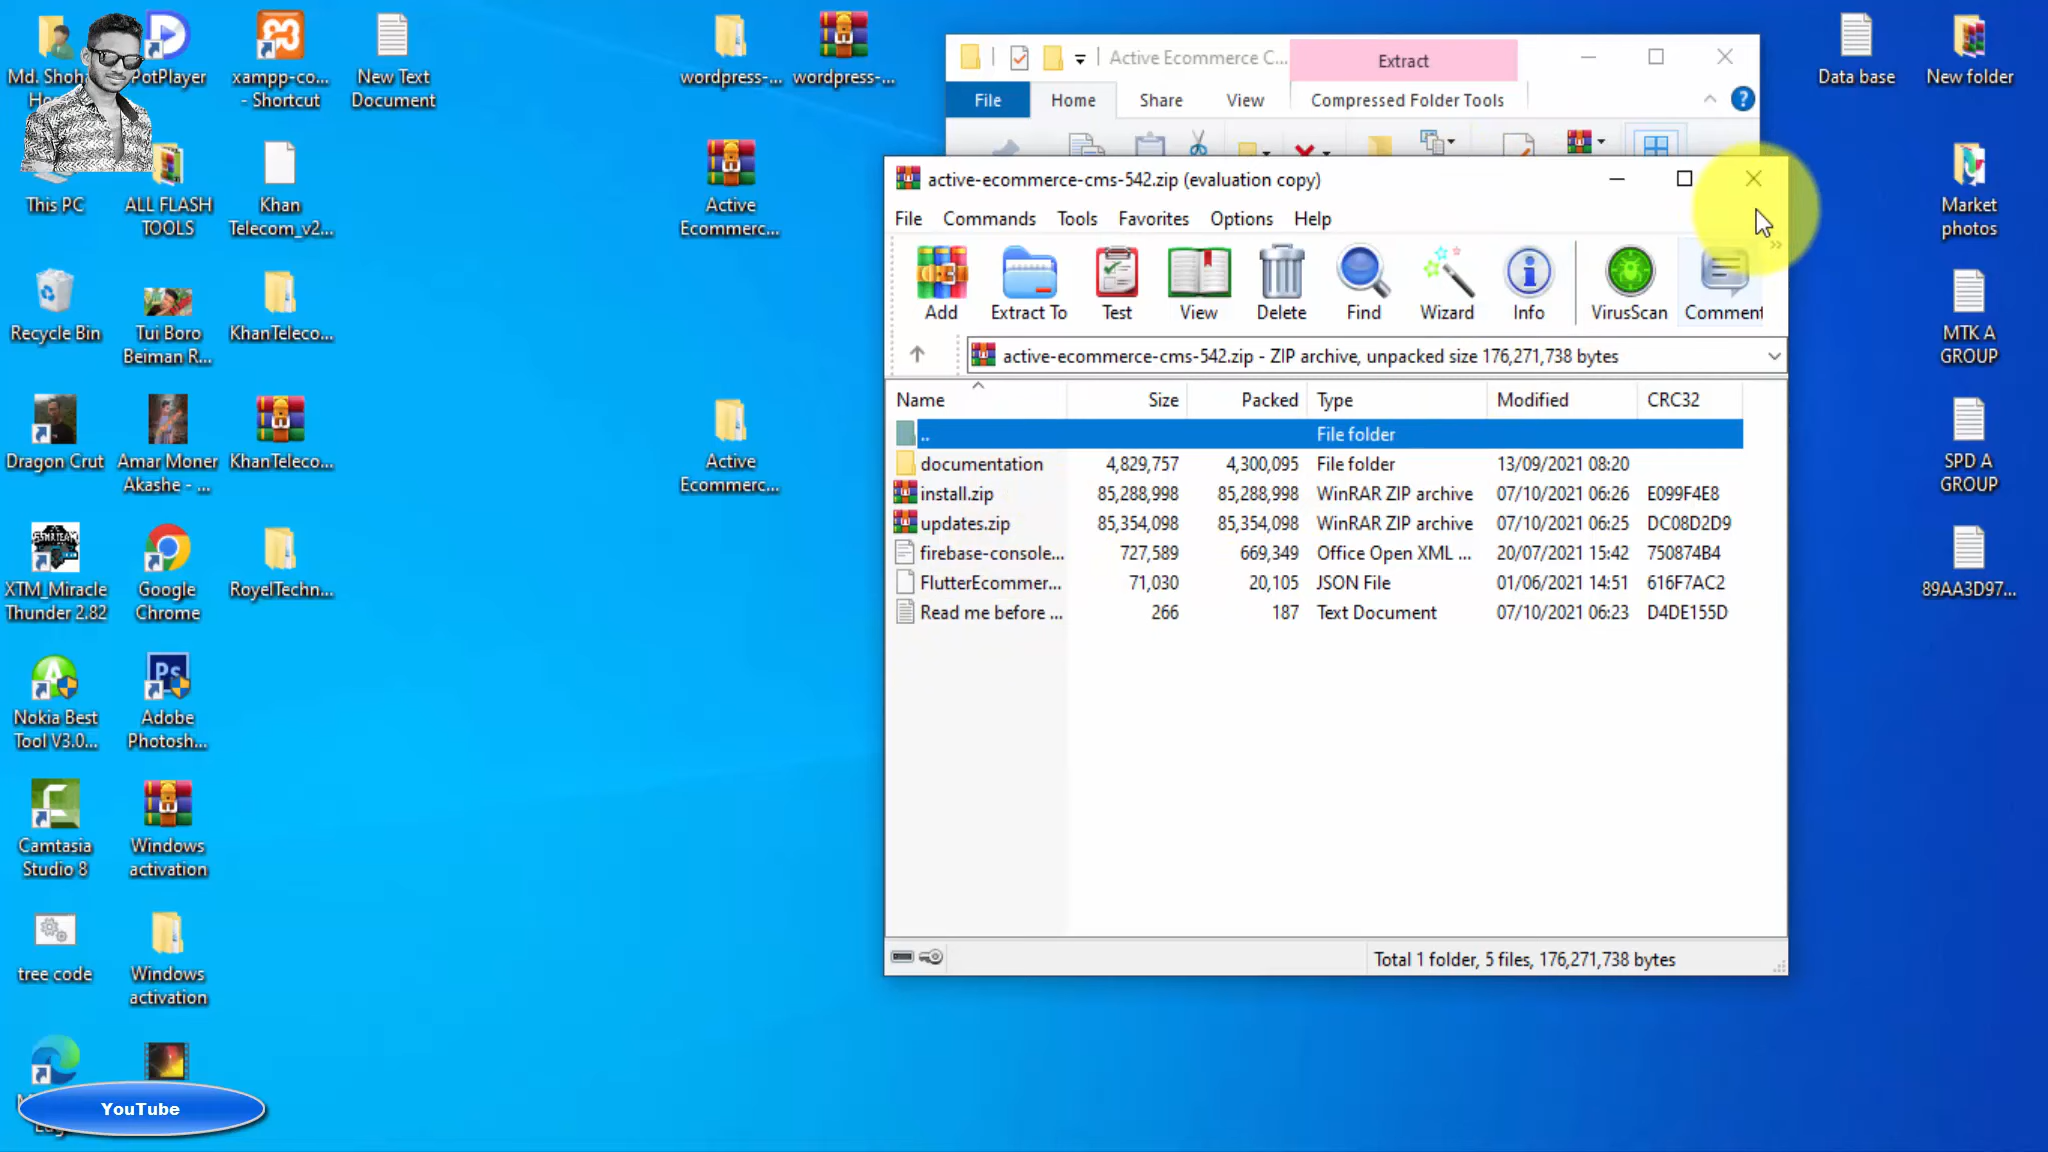 Md. Shoh
Ho
PotPlayer
xampp-co...
- Shortcut
New Text
Document
wordpress-...
wordpress-...
Data base
New folder
This PC
ALL FLASH
TOOLS
Khan
Telecom_v2...
Active
Ecommerc...
Market
photos
Recycle Bin
Tui Boro
Beiman R...
KhanTeleco...
MTK A
GROUP
Dragon Crut
Amar Moner
Akashe - ...
KhanTeleco...
Active
Ecommerc...
SPD A
GROUP
XTM_Miracle
Thunder 2.82
Google
Chrome
RoyelTechn...
89AA3D97...
Nokia Best
Tool V3.0...
Adobe
Photosh...
Camtasia
Studio 8
Windows
activation
tree code
Windows
activation
YouTube
Active Ecommerce C...
Extract
File
Home
Share
View
Compressed Folder Tools
active-ecommerce-cms-542.zip (evaluation copy)
File Commands Tools Favorites Options Help
Add Extract To Test View Delete Find Wizard Info VirusScan Comment
active-ecommerce-cms-542.zip - ZIP archive, unpacked size 176,271,738 bytes
Name Size Packed Type Modified CRC32
.. File folder
documentation 4,829,757 4,300,095 File folder 13/09/2021 08:20
install.zip 85,288,998 85,288,998 WinRAR ZIP archive 07/10/2021 06:26 E099F4E8
updates.zip 85,354,098 85,354,098 WinRAR ZIP archive 07/10/2021 06:25 DC08D2D9
firebase-console... 727,589 669,349 Office Open XML ... 20/07/2021 15:42 750874B4
FlutterEcommer... 71,030 20,105 JSON File 01/06/2021 14:51 616F7AC2
Read me before ... 266 187 Text Document 07/10/2021 06:23 D4DE155D
Total 1 folder, 5 files, 176,271,738 bytes